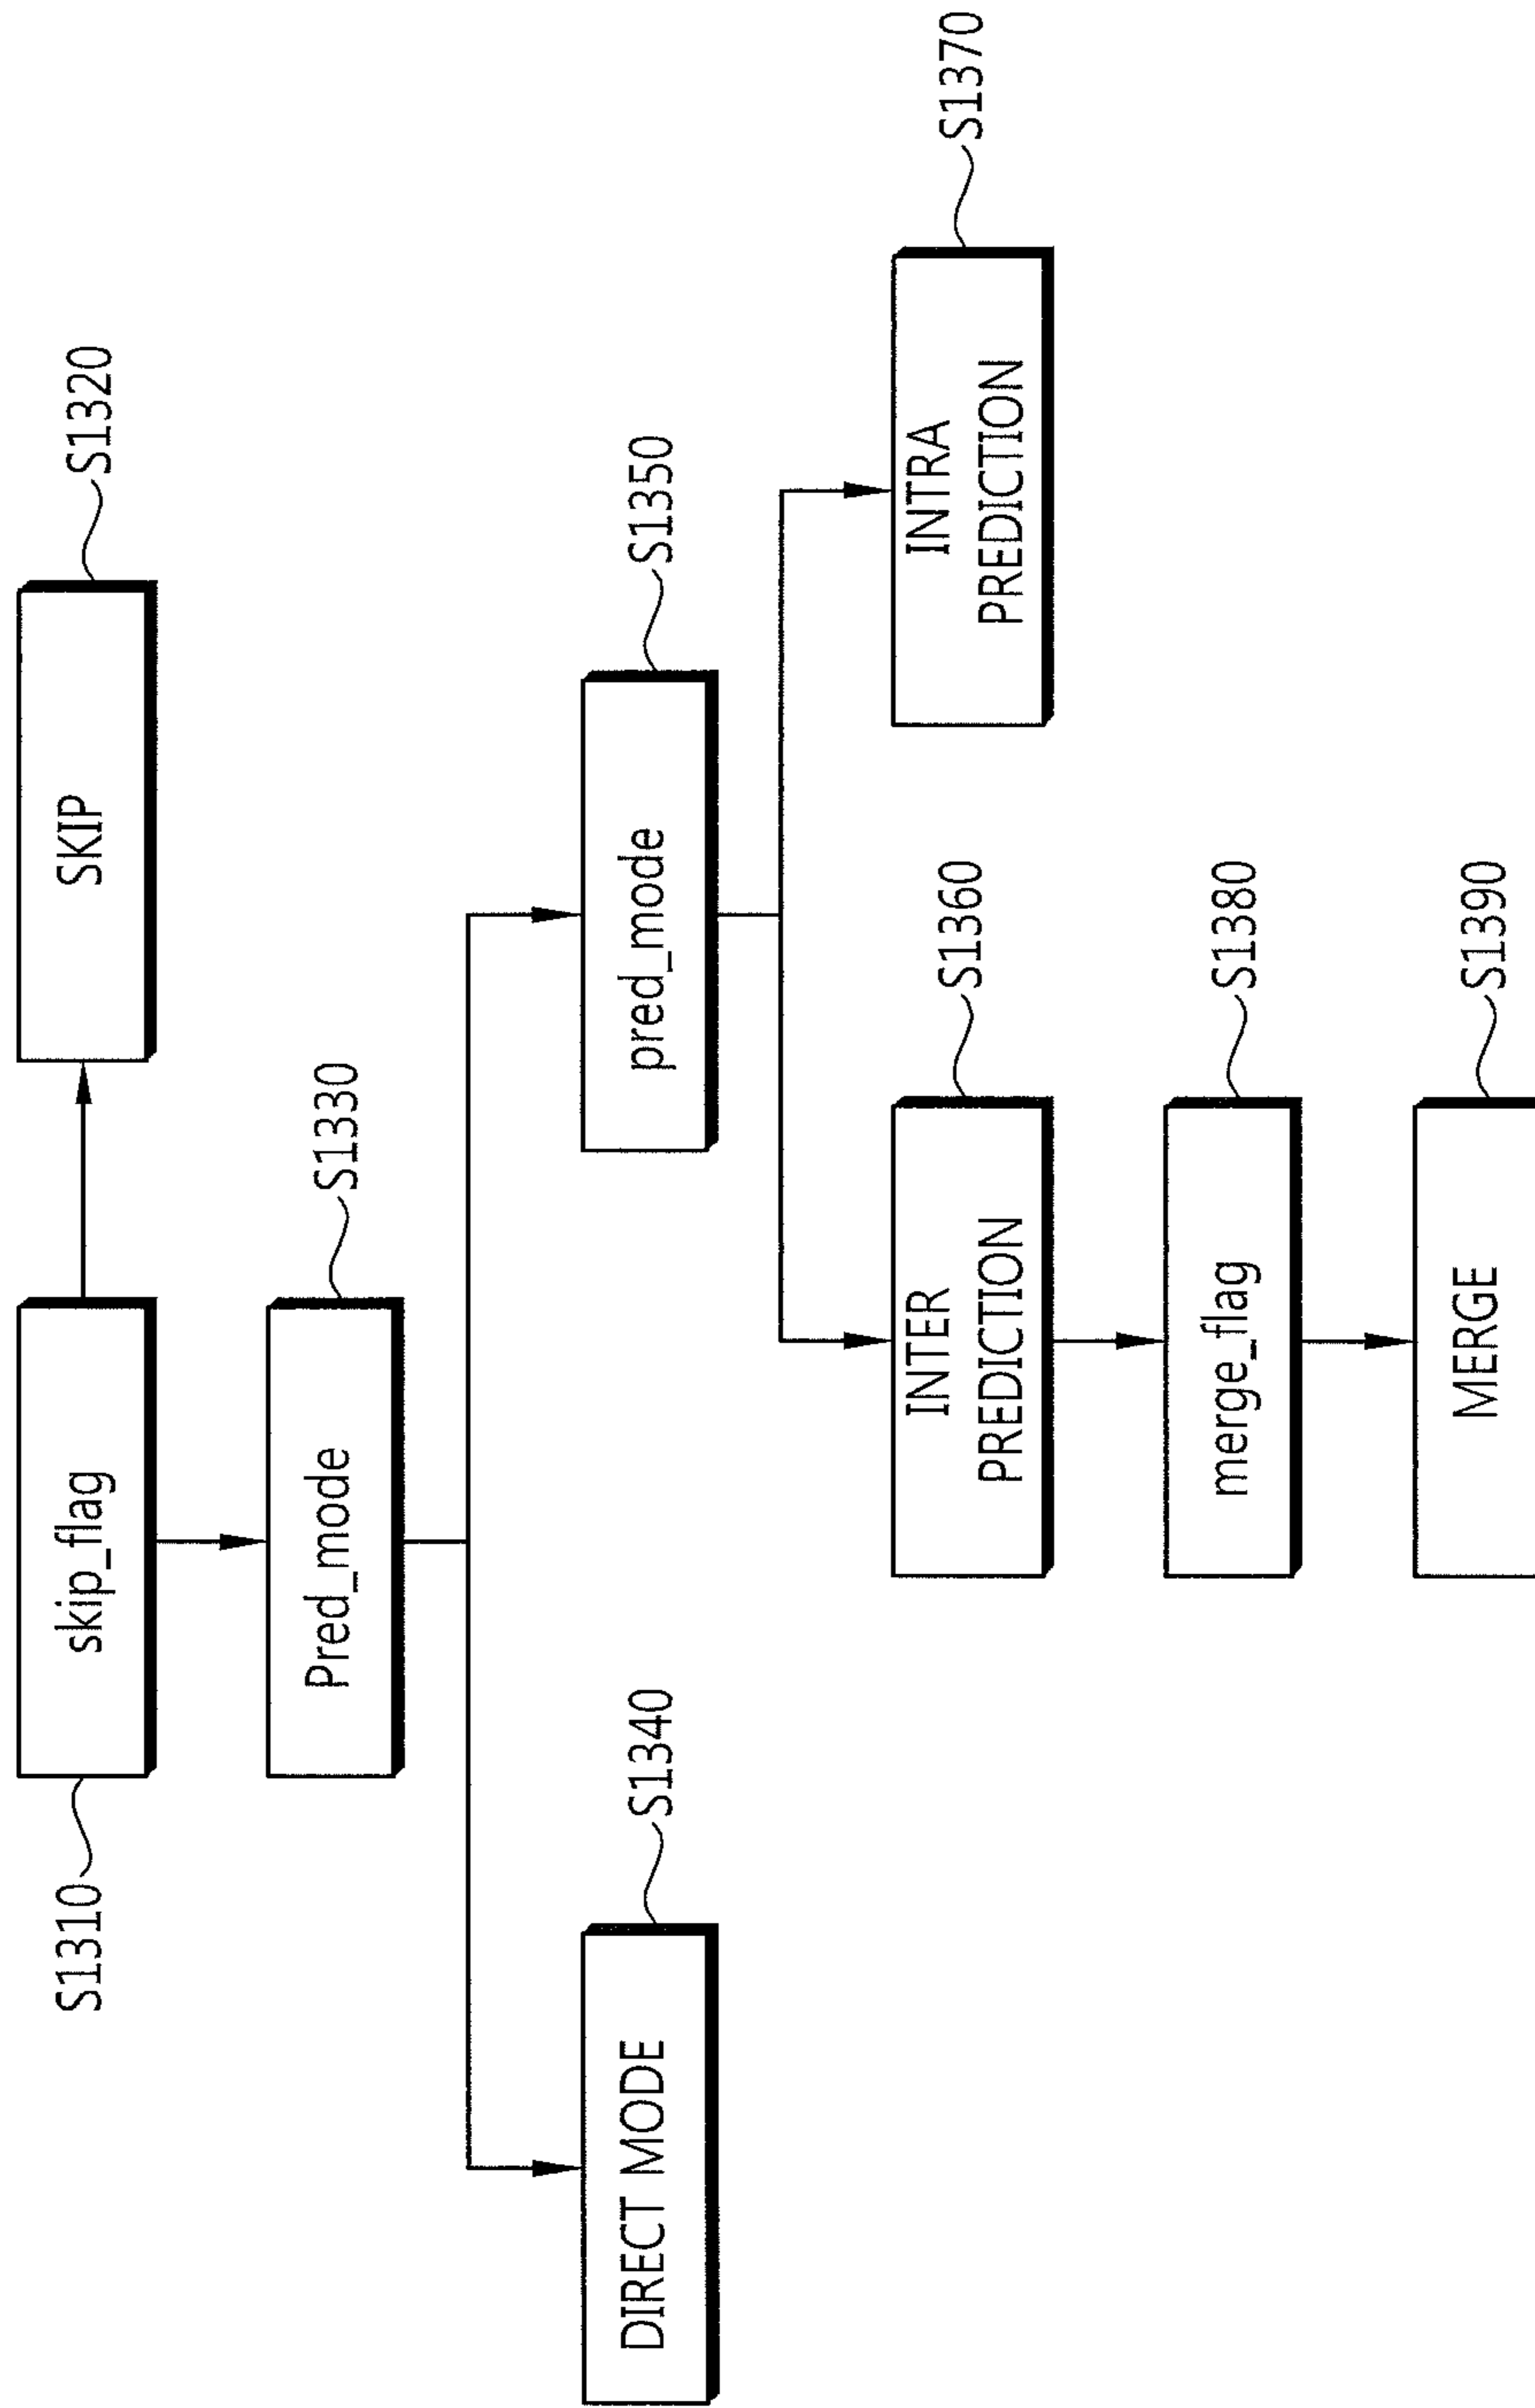 S1310
skip_flag
SKIP
S1320
Pred_mode
S1330
DIRECT MODE
S1340
pred_mode
S1350
INTER
PREDICTION
S1360
INTRA
PREDICTION
S1370
merge_flag
S1380
MERGE
S1390